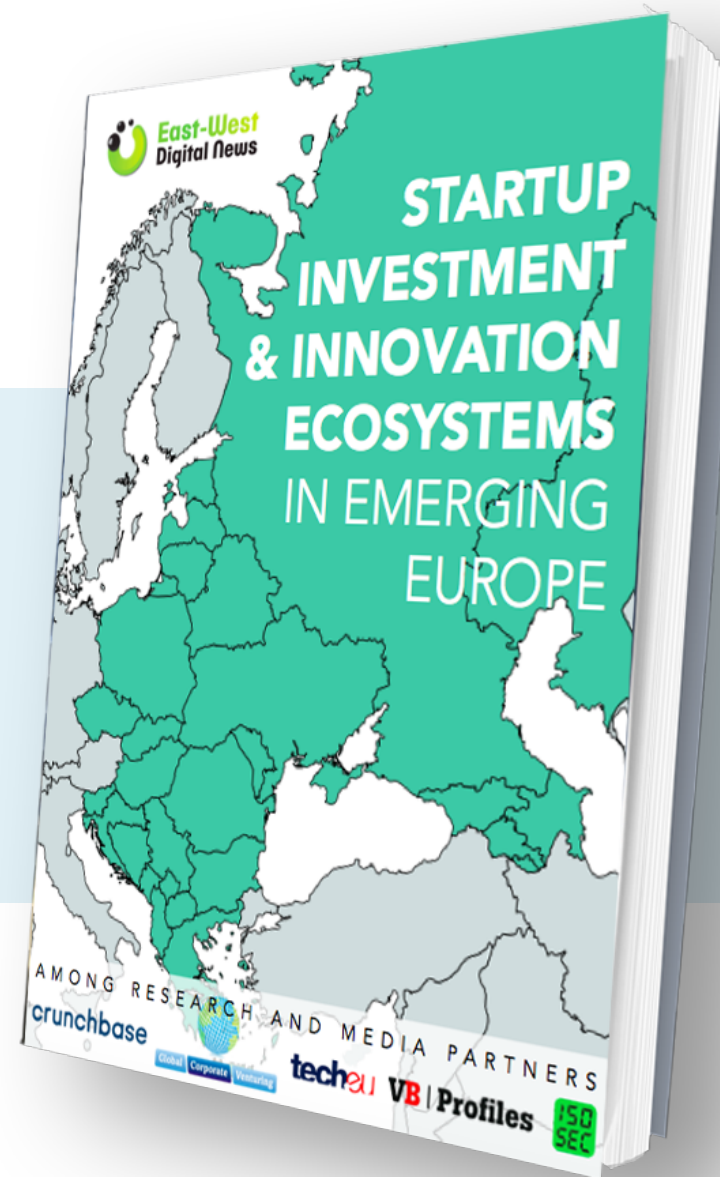 East-West
Digital News
STARTUP
INVESTMENT
& INNOVATION
ECOSYSTEMS
IN EMERGING
EUROPE
AMONG RESEARCH AND MEDIA PARTNERS
crunchbase
Global Corporate Venturing
techeu
VB | Profiles
150
SEC